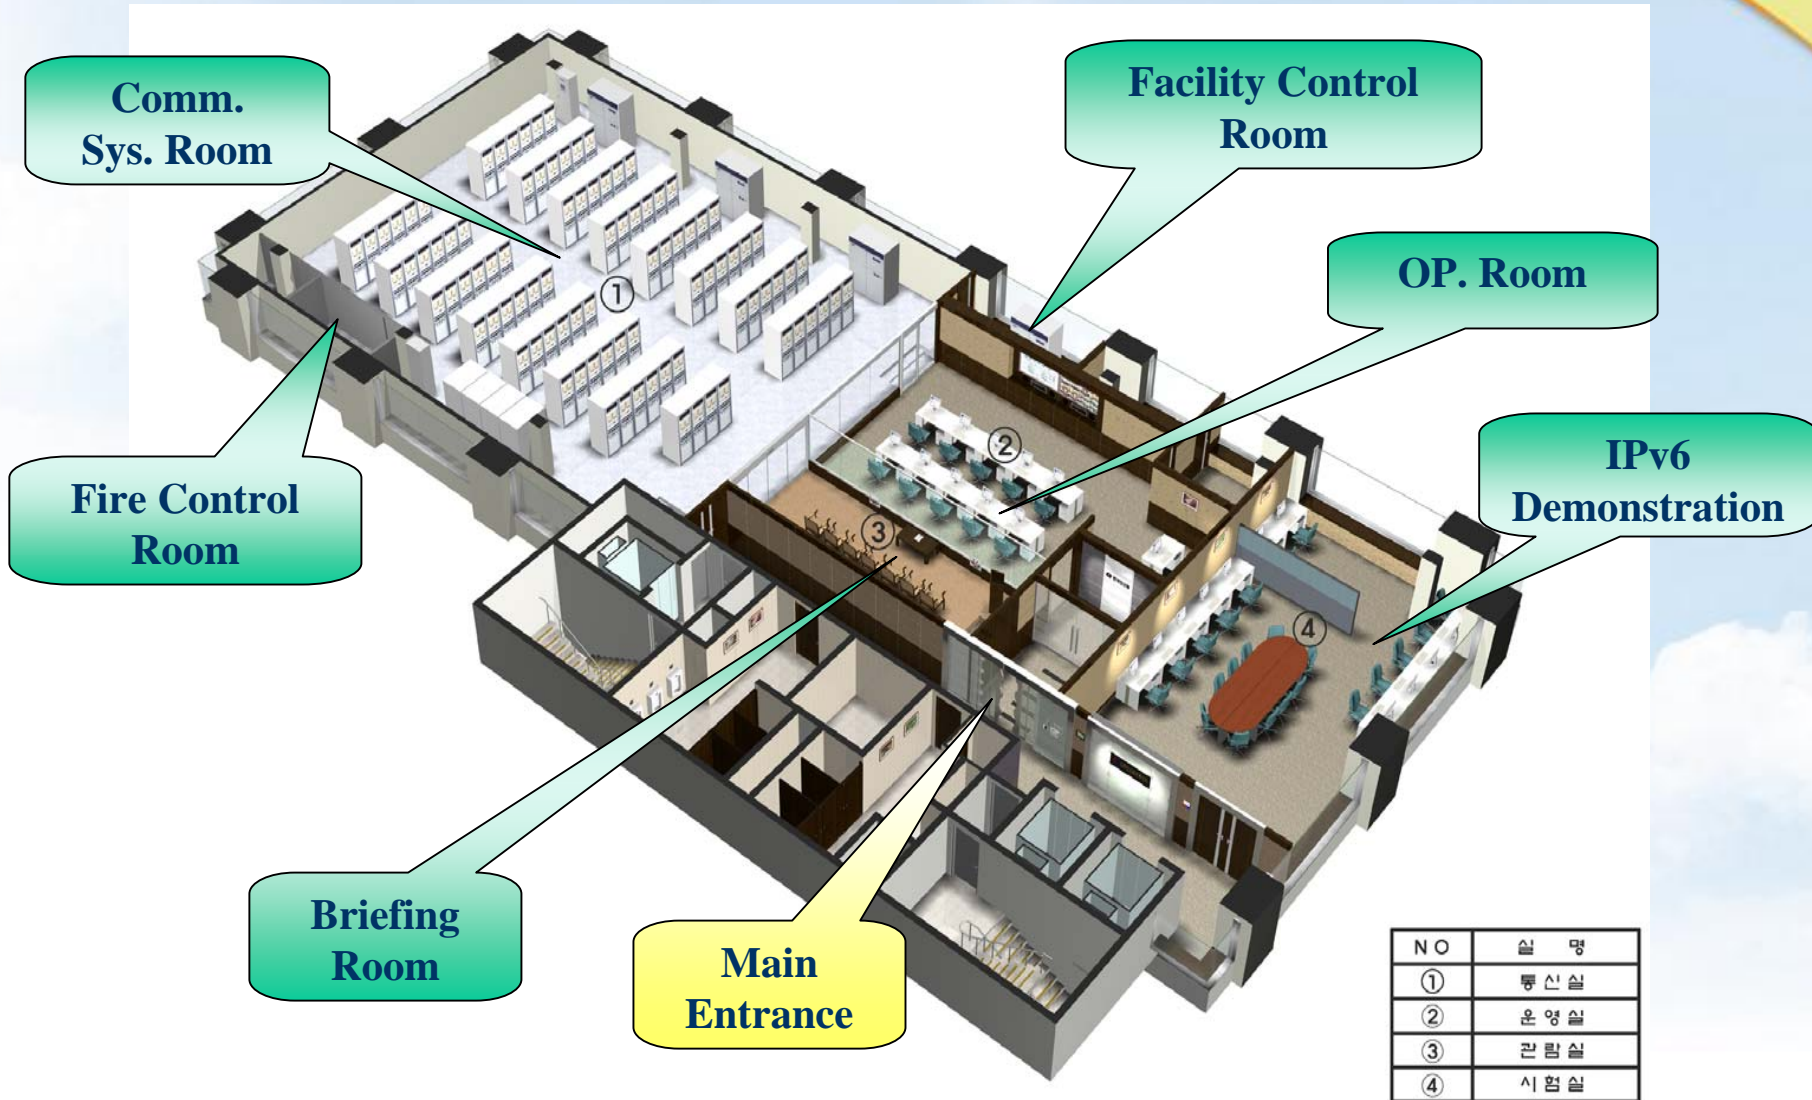 Comm.
Sys. Room
Facility Control
Room
OP. Room
IPv6
Demonstration
Fire Control
Room
Briefing
Room
Main
Entrance
①
②
③
④
NO 실 명
① 통신실
② 운영실
③ 관람실
④ 시험실